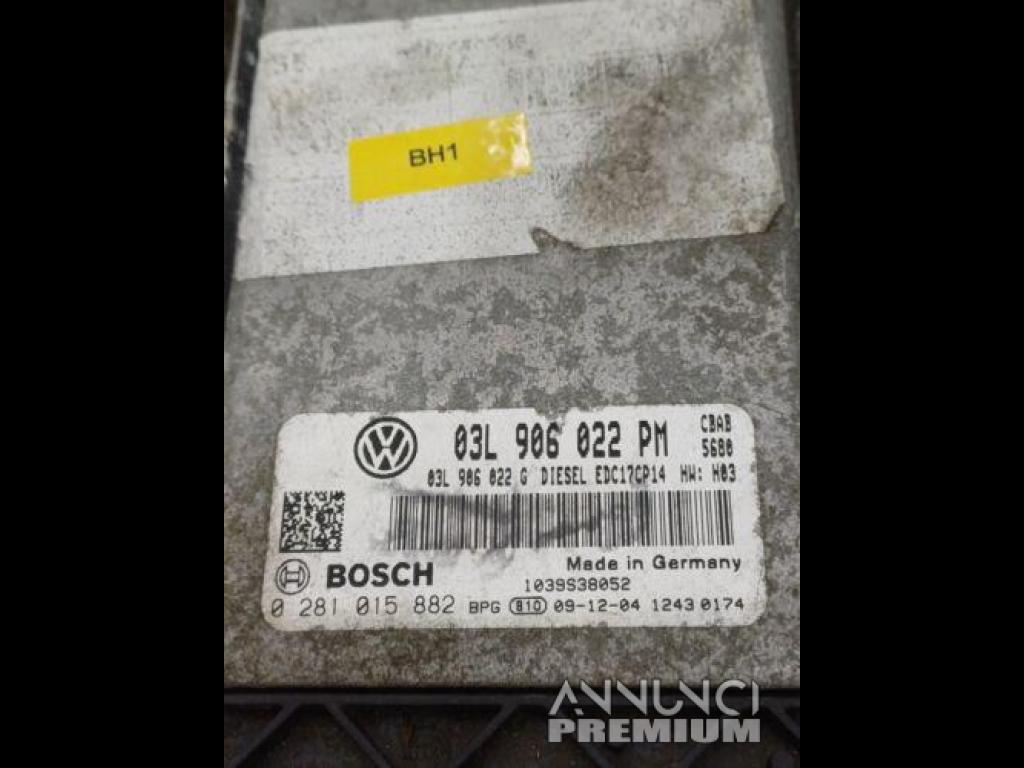 BH1
03L 906 022 PM
CBAB
5680
03L 906 022 G DIESEL EDC17CP14 HW: H03
Made in Germany
BOSCH
1039S38052
0 281 015 882 BPG 810 09-12-04 1243 0174
ANNUNCI
PREMIUM